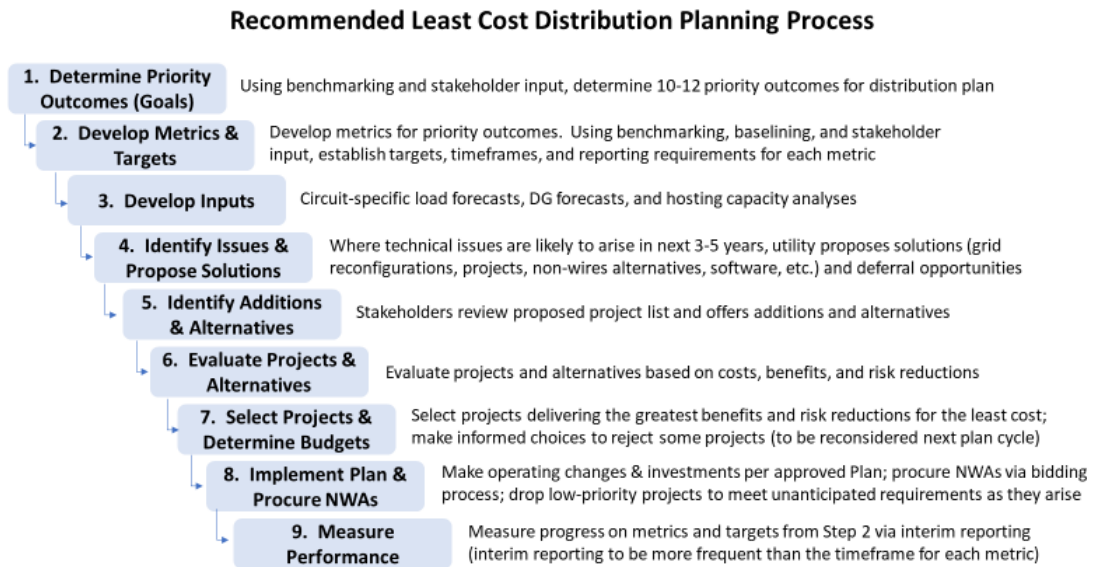 Recommended Least Cost Distribution Planning Process
1. Determine Priority
Outcomes (Goals)
Using benchmarking and stakeholder input, determine 10-12 priority outcomes for distribution plan
2. Develop Metrics &
Targets
Develop metrics for priority outcomes. Using benchmarking, baselining, and stakeholder
input, establish targets, timeframes, and reporting requirements for each metric
3. Develop Inputs
Circuit-specific load forecasts, DG forecasts, and hosting capacity analyses
4. Identify Issues &
Propose Solutions
Where technical issues are likely to arise in next 3-5 years, utility proposes solutions (grid
reconfigurations, projects, non-wires alternatives, software, etc.) and deferral opportunities
5. Identify Additions
& Alternatives
Stakeholders review proposed project list and offers additions and alternatives
6. Evaluate Projects &
Alternatives
Evaluate projects and alternatives based on costs, benefits, and risk reductions
7. Select Projects &
Determine Budgets
Select projects delivering the greatest benefits and risk reductions for the least cost;
make informed choices to reject some projects (to be reconsidered next plan cycle)
8. Implement Plan &
Procure NWAs
Make operating changes & investments per approved Plan; procure NWAs via bidding
process; drop low-priority projects to meet unanticipated requirements as they arise
9. Measure
Performance
Measure progress on metrics and targets from Step 2 via interim reporting
(interim reporting to be more frequent than the timeframe for each metric)